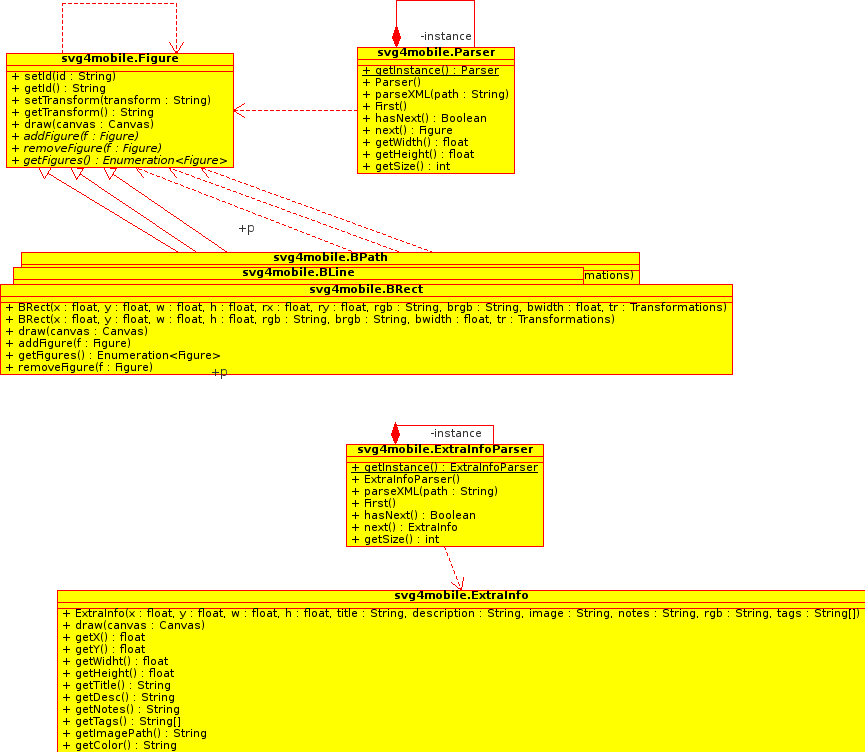 -instance
svg4mobile.Parser
+ getInstance() : Parser
+ Parser()
+ parseXML(path : String)
+ First()
+ hasNext() : Boolean
+ next() : Figure
+ getWidth() : float
+ getHeight() : float
+ getSize() : int
svg4mobile.Figure
+ setId(id : String)
+ getId() : String
+ setTransform(transform : String)
+ getTransform() : String
+ draw(canvas : Canvas)
+ addFigure(f : Figure)
+ removeFigure(f : Figure)
+ getFigures() : Enumeration<Figure>
+p
svg4mobile.BPath
mations)
svg4mobile.BLine
svg4mobile.BRect
+ BRect(x : float, y : float, w : float, h : float, rx : float, ry : float, rgb : String, brgb : String, bwidth : float, tr : Transformations)
+ BRect(x : float, y : float, w : float, h : float, rgb : String, brgb : String, bwidth : float, tr : Transformations)
+ draw(canvas : Canvas)
+ addFigure(f : Figure)
+ getFigures() : Enumeration<Figure>
+ removeFigure(f : Figure)
+p
-instance
svg4mobile.ExtraInfoParser
+ getInstance() : ExtraInfoParser
+ ExtraInfoParser()
+ parseXML(path : String)
+ First()
+ hasNext() : Boolean
+ next() : ExtraInfo
+ getSize() : int
svg4mobile.ExtraInfo
+ ExtraInfo(x : float, y : float, w : float, h : float, title : String, description : String, image : String, notes : String, rgb : String, tags : String[])
+ draw(canvas : Canvas)
+ getX() : float
+ getY() : float
+ getWidht() : float
+ getHeight() : float
+ getTitle() : String
+ getDesc() : String
+ getNotes() : String
+ getTags() : String[]
+ getImagePath() : String
+ getColor() : String